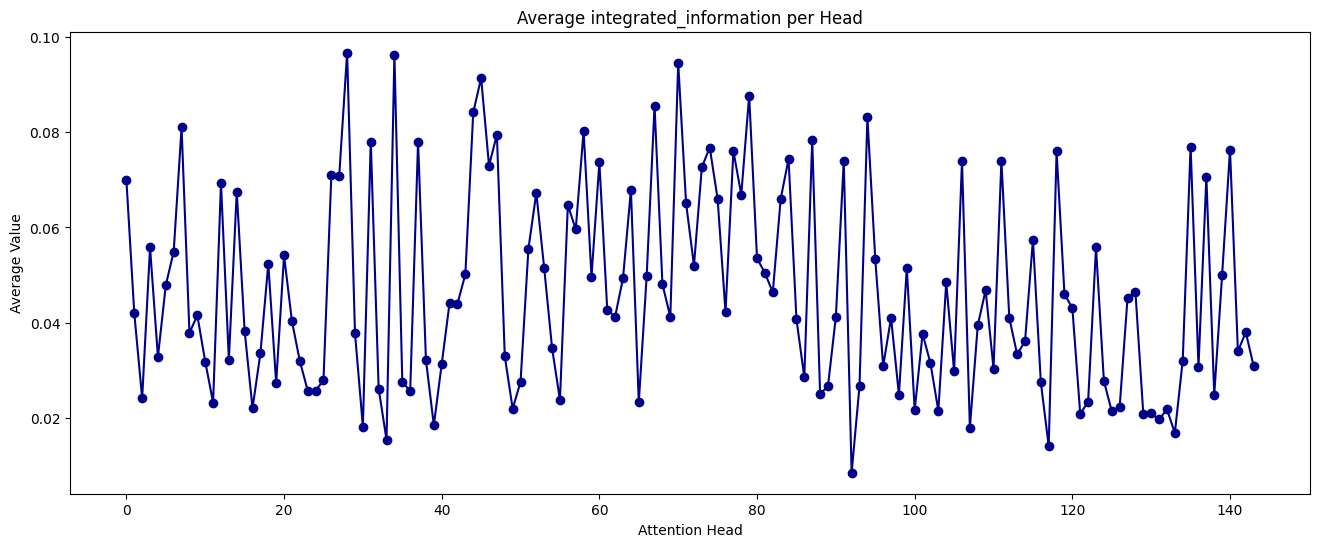 Average integrated_information per Head
Average Value
0.10
0.08
0.06
0.04
0.02
0 20 40 60 80 100 120 140
Attention Head